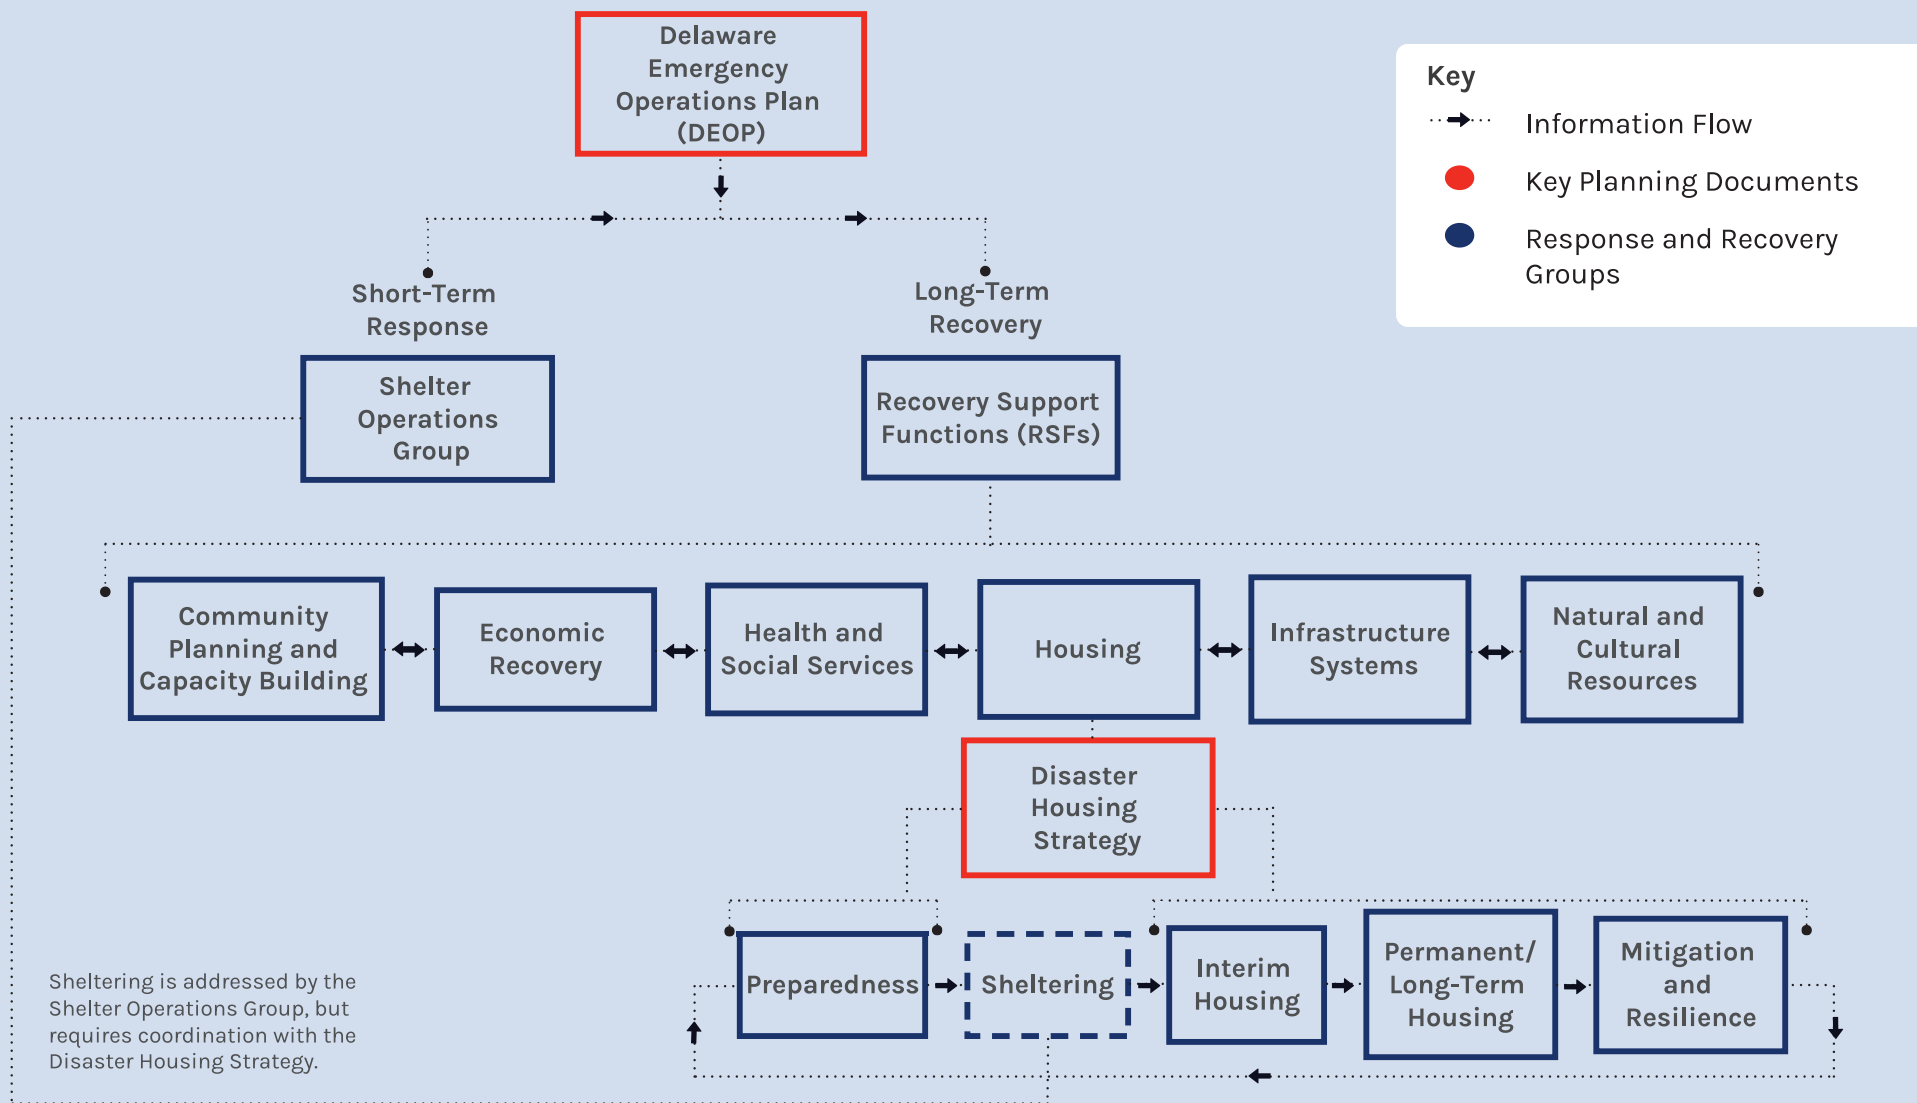 Delaware
Emergency
Operations Plan
(DEOP)
Key
Information Flow
Key Planning Documents
Response and Recovery
Groups
Short-Term
Response
Long-Term
Recovery
Shelter
Operations
Group
Recovery Support
Functions (RSFs)
Community
Planning and
Capacity Building
Economic
Recovery
Health and
Social Services
Housing
Infrastructure
Systems
Natural and
Cultural
Resources
Disaster
Housing
Strategy
Preparedness
Sheltering
Interim
Housing
Permanent/
Long-Term
Housing
Mitigation
and
Resilience
Sheltering is addressed by the
Shelter Operations Group, but
requires coordination with the
Disaster Housing Strategy.